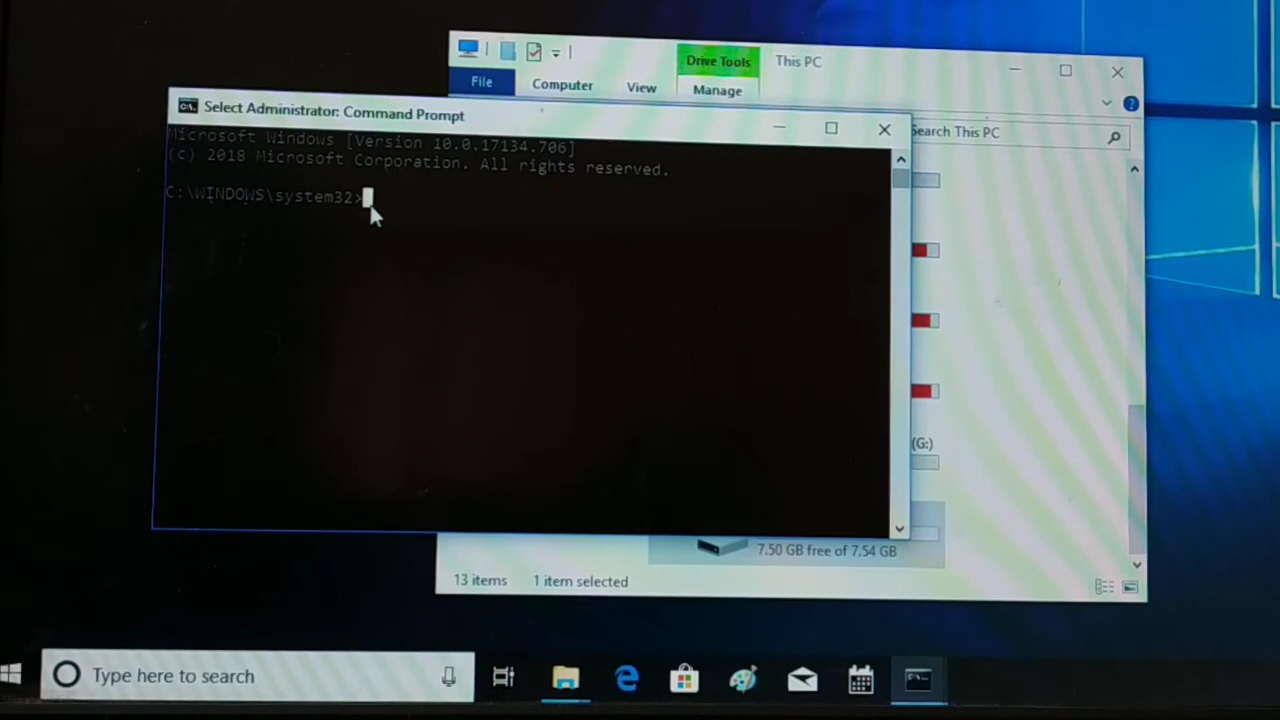 Drive Tools
This PC
File
Computer
View
Manage
Select Administrator: Command Prompt
Search This PC
Microsoft Windows [Version 10.0.17134.706]
(c) 2018 Microsoft Corporation. All rights reserved.
C:\WINDOWS\system32>
(G:)
7.50 GB free of 7.54 GB
13 items
1 item selected
Type here to search